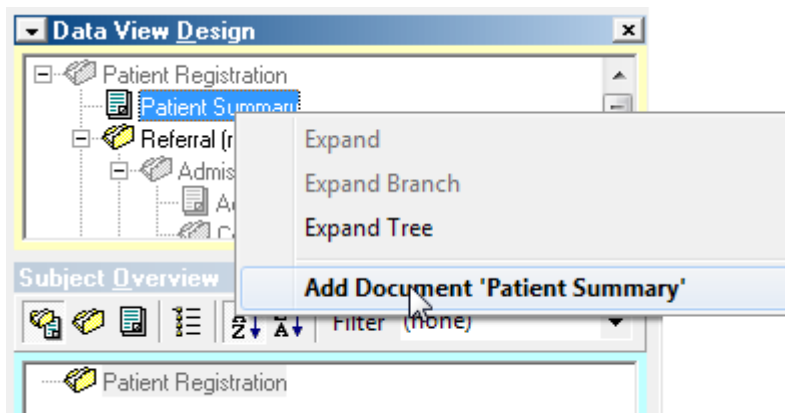 Data View Design
Patient Registration
Patient Summary
Referral (r
Admis
Expand
Expand Branch
Expand Tree
Add Document 'Patient Summary'
Subject Overview
Filter (none)
Patient Registration